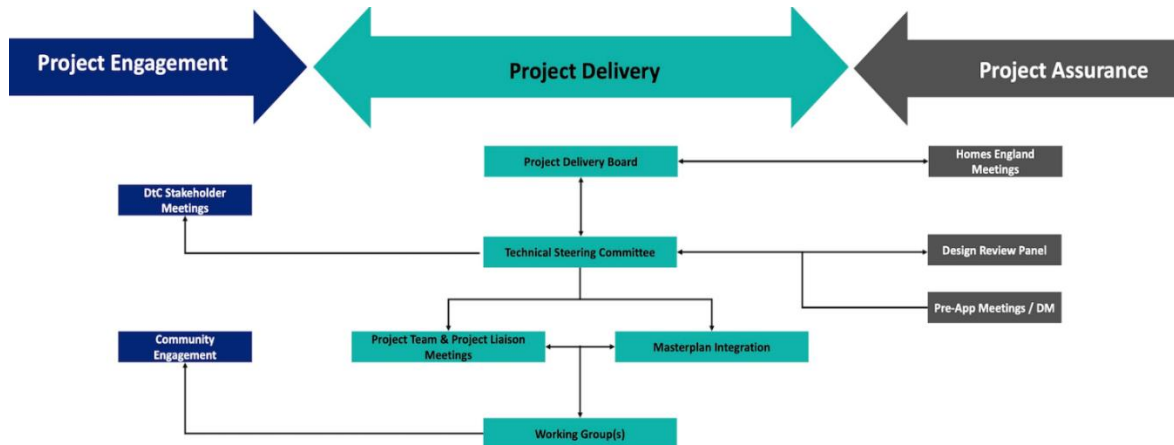 Project Engagement
Project Delivery
Project Assurance
Project Delivery Board
Homes England
Meetings
DtC Stakeholder
Meetings
Technical Steering Committee
Design Review Panel
Pre-App Meetings / DM
Community
Engagement
Project Team & Project Liaison
Meetings
Masterplan Integration
Working Group(s)